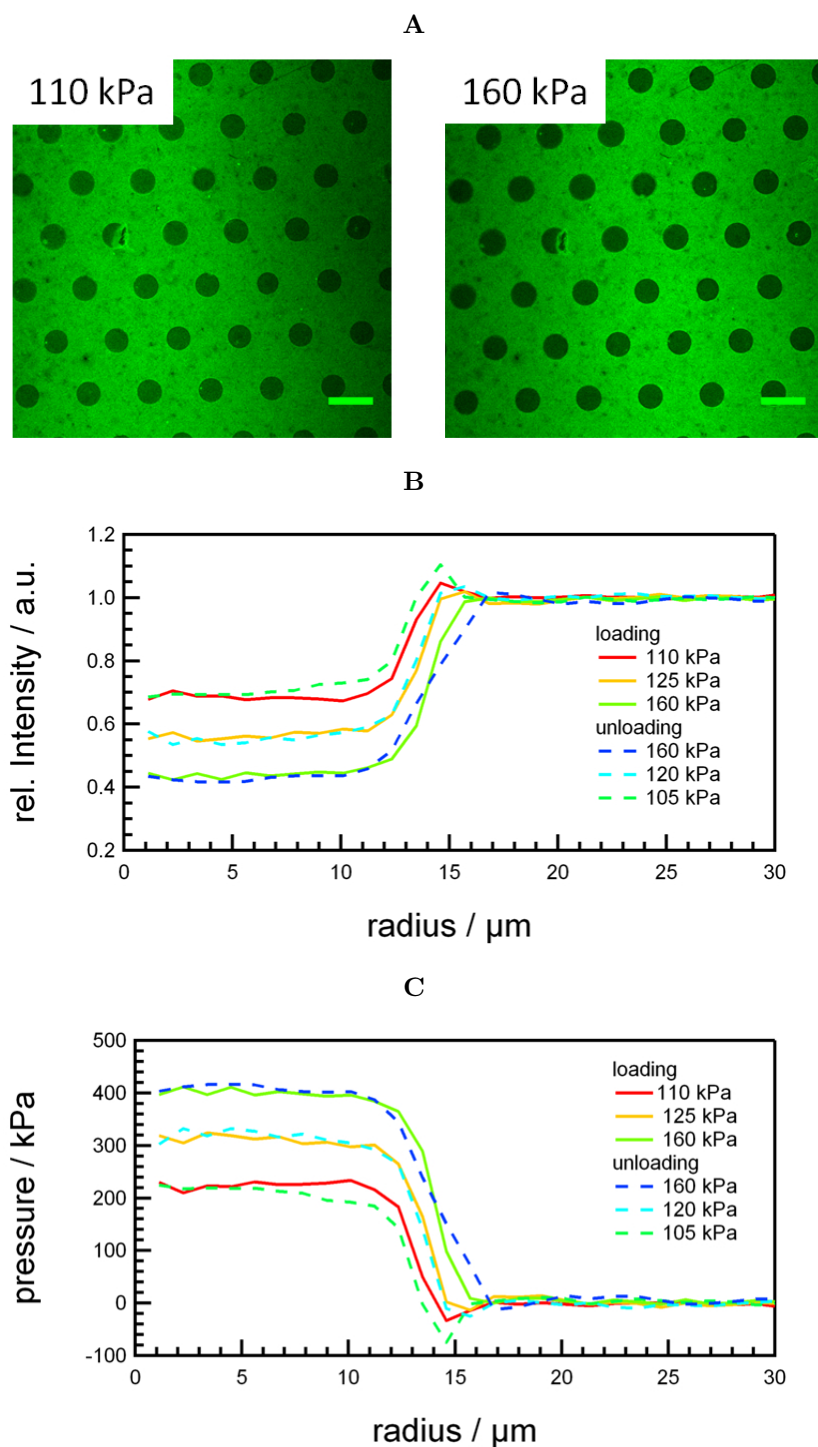 A
110 kPa
160 kPa
B
1.2
1.0
0.8
0.6
0.4
0.2
rel. Intensity / a.u.
loading
110 kPa
125 kPa
160 kPa
unloading
160 kPa
120 kPa
105 kPa
0
5
10
15
20
25
30
radius / µm
C
500
400
300
200
100
0
-100
pressure / kPa
loading
110 kPa
125 kPa
160 kPa
unloading
160 kPa
120 kPa
105 kPa
0
5
10
15
20
25
30
radius / µm